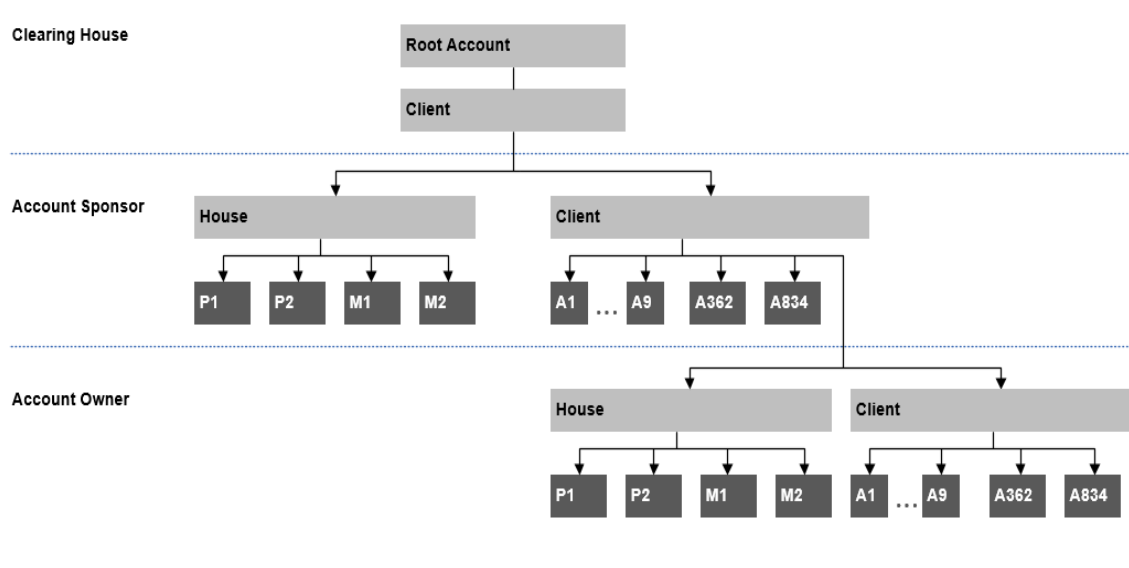 Clearing House
Root Account
Client
Account Sponsor
House
Client
P1 P2 M1 M2 A1 ... A9 A362 A834
Account Owner
House
Client
P1 P2 M1 M2 A1 ... A9 A362 A834